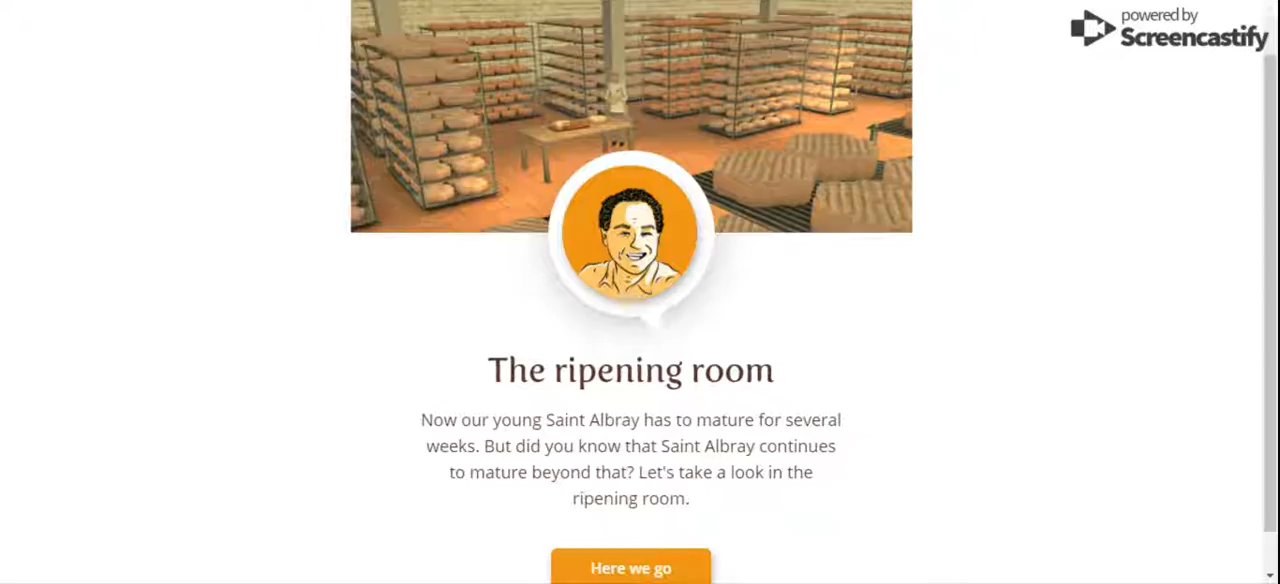 powered by
Screencastify
The ripening room
Now our young Saint Albray has to mature for several
weeks. But did you know that Saint Albray continues
to mature beyond that? Let's take a look in the
ripening room.
Here we go